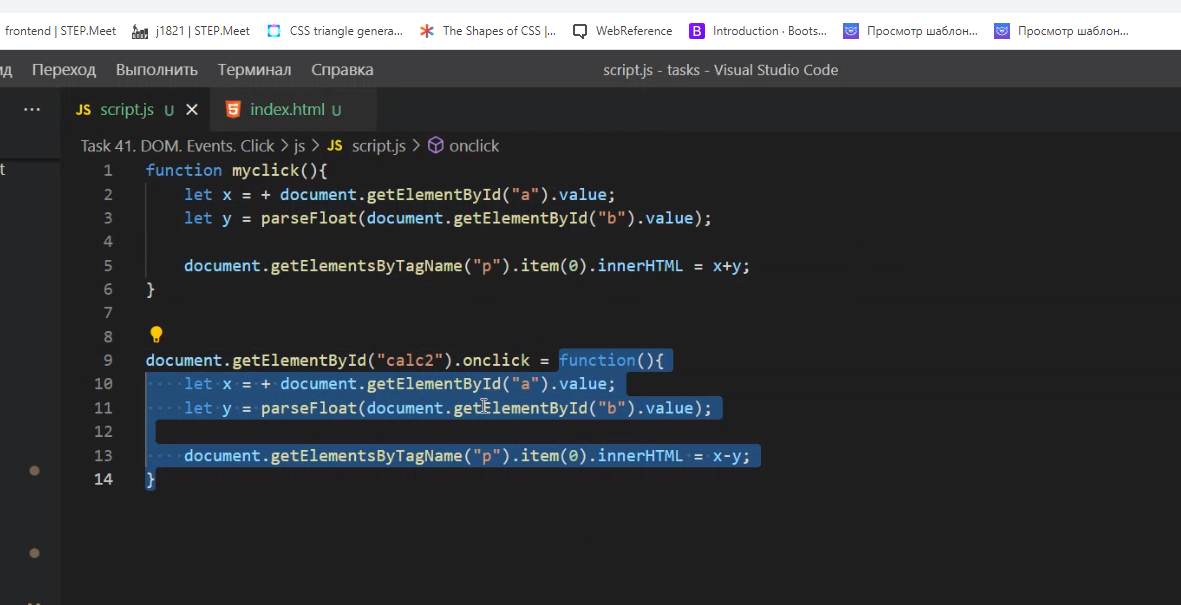 frontend | STEP.Meet j1821 | STEP.Meet CSS triangle genera... The Shapes of CSS |... WebReference B Introduction · Boots... Просмотр шаблон... Просмотр шаблон...
ид Переход Выполнить Терминал Справка script.js - tasks - Visual Studio Code
··· JS script.js U × 5 index.html U
Task 41. DOM. Events. Click > js > JS script.js > onclick
t
1 function myclick(){
2 let x = + document.getElementById("a").value;
3 let y = parseFloat(document.getElementById("b").value);
4
5 document.getElementsByTagName("p").item(0).innerHTML = x+y;
6 }
7
8
9 document.getElementById("calc2").onclick = function(){
10 let x = + document.getElementById("a").value;
11 let y = parseFloat(document.getElementById("b").value);
12
13 document.getElementsByTagName("p").item(0).innerHTML = x-y;
14 }